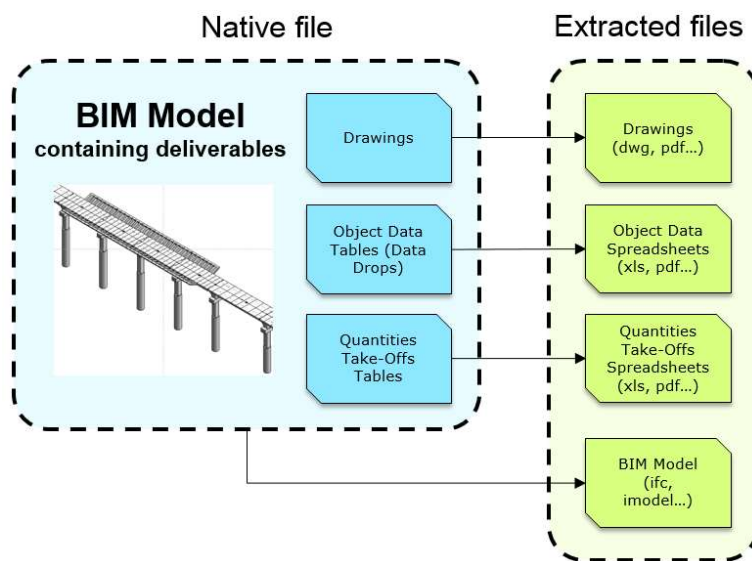 Native file
Extracted files
BIM Model
containing deliverables
Drawings
Object Data
Tables (Data
Drops)
Quantities
Take-Offs
Tables
Drawings
(dwg, pdf...)
Object Data
Spreadsheets
(xls, pdf...)
Quantities
Take-Offs
Spreadsheets
(xls, pdf...)
BIM Model
(ifc,
imodel...)